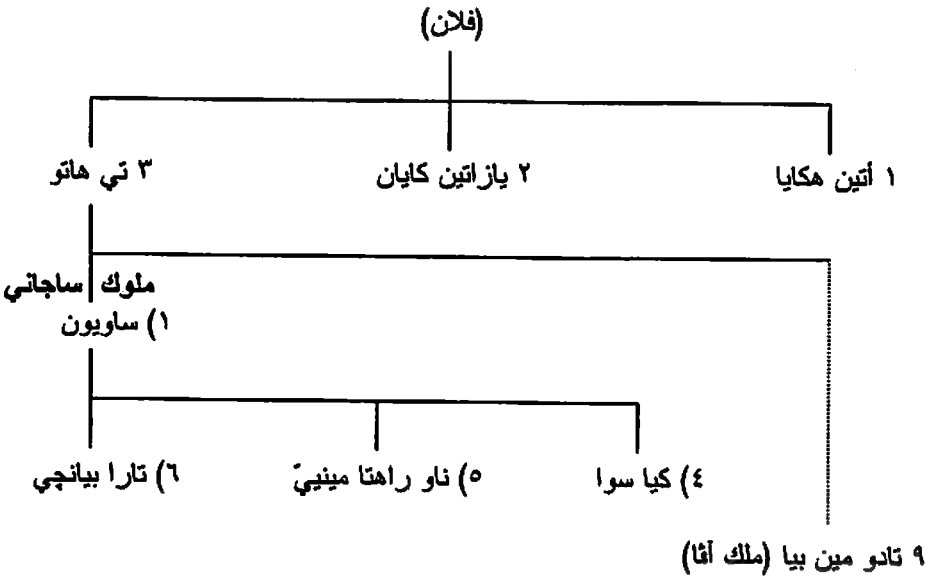 (فلان)
١ أتين هكايا
٢ يازاتين كايان
٣ تي هاتو
ملوك ساجاني
١) ساويون
٤) كيا سوا
٥) ناو راهتا مينييّ
٦) تارا بيانچي
٩ تادو مين بيا (ملك آڤا)